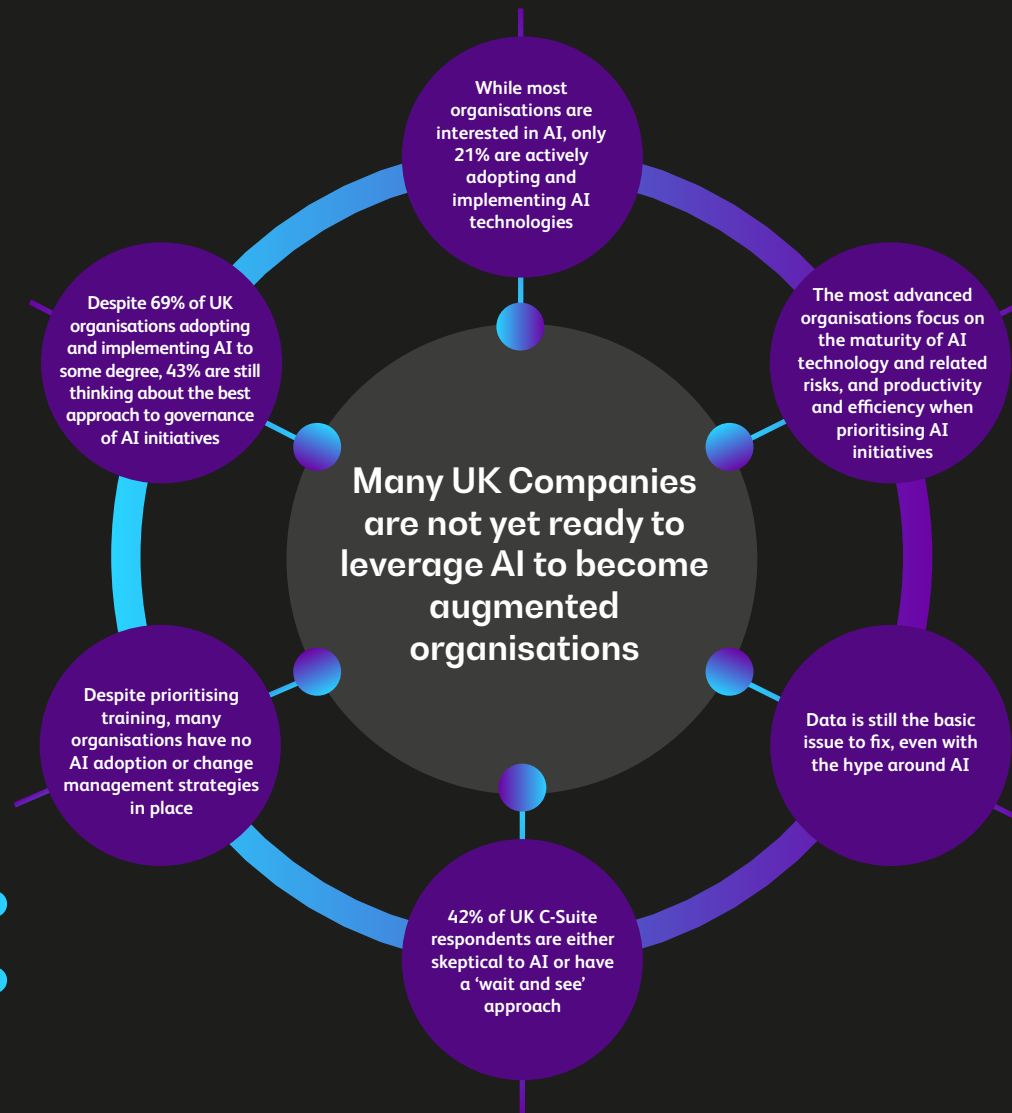 While most
organisations are
interested in AI, only
21% are actively
adopting and
implementing AI
technologies
The most advanced
organisations focus on
the maturity of AI
technology and related
risks, and productivity
and efficiency when
prioritising AI
initiatives
Data is still the basic
issue to fix, even with
the hype around AI
42% of UK C-Suite
respondents are either
skeptical to AI or have
a ‘wait and see’
approach
Despite prioritising
training, many
organisations have no
AI adoption or change
management strategies
in place
Despite 69% of UK
organisations adopting
and implementing AI to
some degree, 43% are still
thinking about the best
approach to governance
of AI initiatives
Many UK Companies
are not yet ready to
leverage AI to become
augmented
organisations